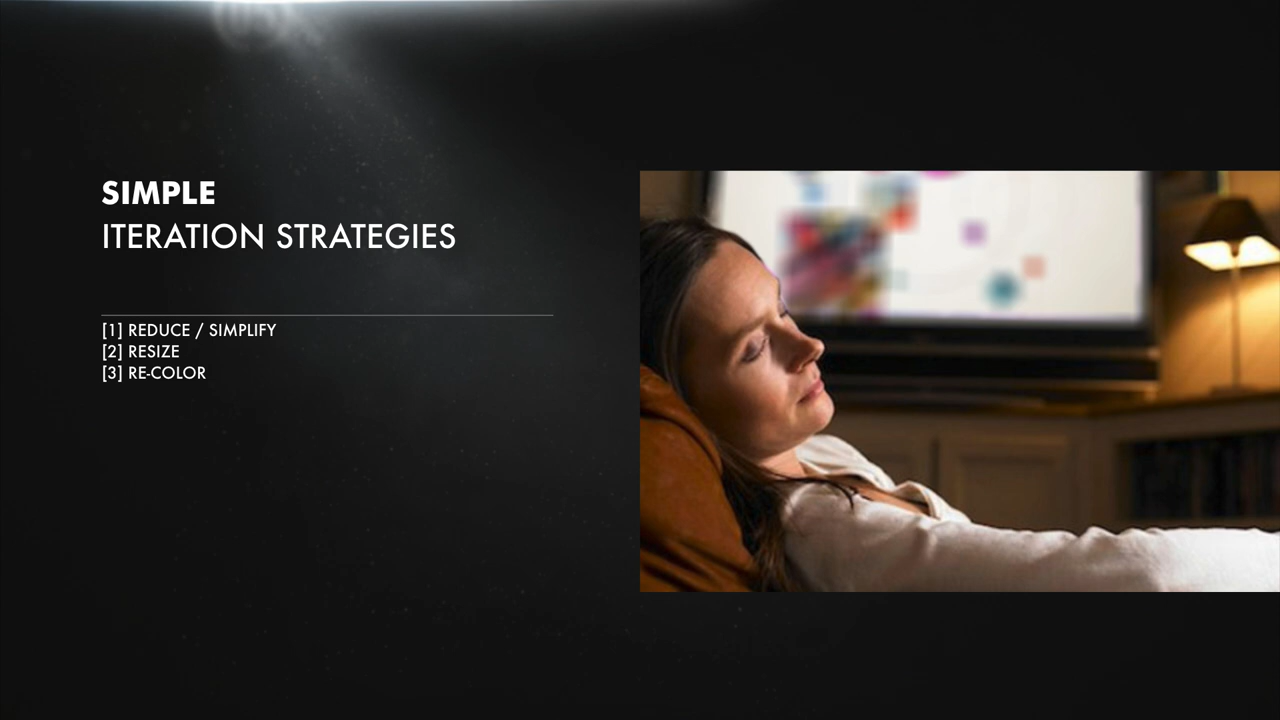 SIMPLE
ITERATION STRATEGIES
[1] REDUCE / SIMPLIFY
[2] RESIZE
[3] RE-COLOR